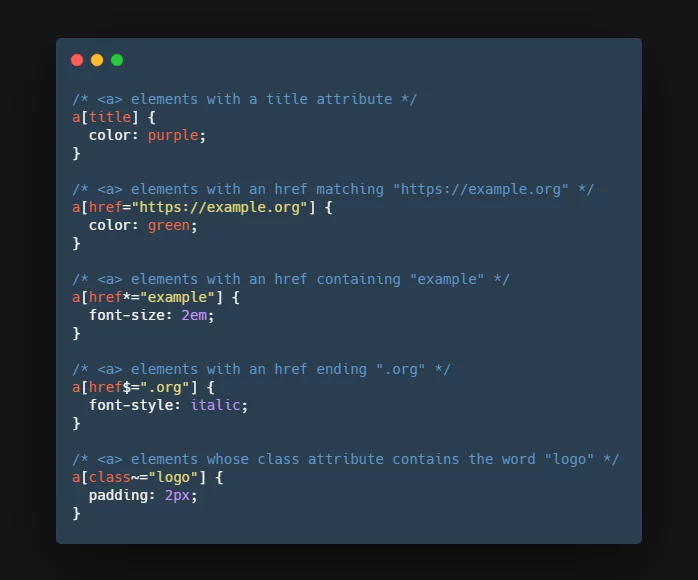 /* <a> elements with a title attribute */
a[title] {
  color: purple;
}

/* <a> elements with an href matching "https://example.org" */
a[href="https://example.org"] {
  color: green;
}

/* <a> elements with an href containing "example" */
a[href*="example"] {
  font-size: 2em;
}

/* <a> elements with an href ending ".org" */
a[href$=".org"] {
  font-style: italic;
}

/* <a> elements whose class attribute contains the word "logo" */
a[class~="logo"] {
  padding: 2px;
}